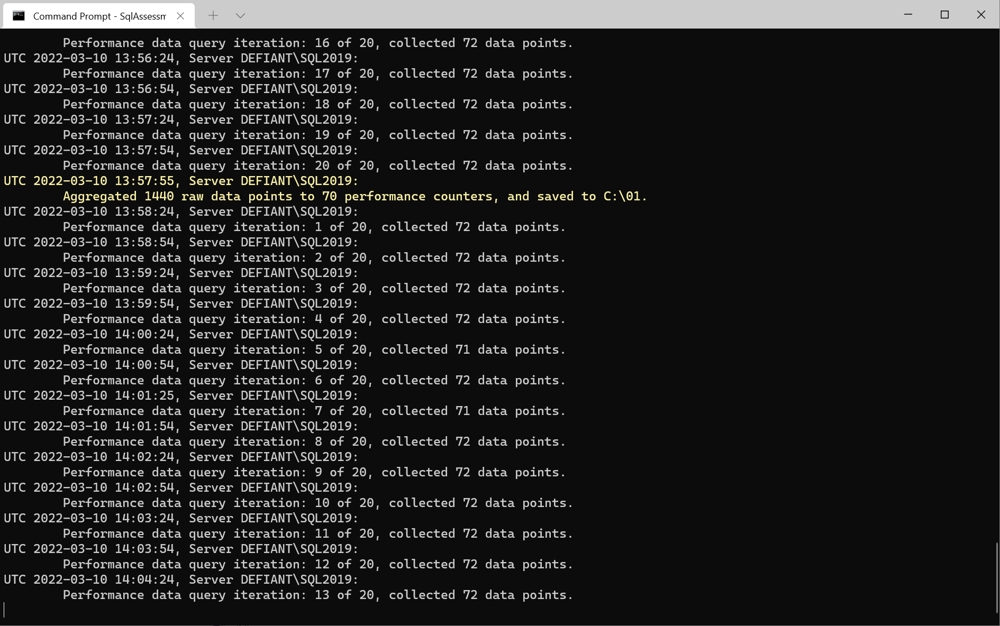 Command Prompt - SqlAssessm
Performance data query iteration: 16 of 20, collected 72 data points.
UTC 2022-03-10 13:56:24, Server DEFIANT\SQL2019:
Performance data query iteration: 17 of 20, collected 72 data points.
UTC 2022-03-10 13:56:54, Server DEFIANT\SQL2019:
Performance data query iteration: 18 of 20, collected 72 data points.
UTC 2022-03-10 13:57:24, Server DEFIANT\SQL2019:
Performance data query iteration: 19 of 20, collected 72 data points.
UTC 2022-03-10 13:57:54, Server DEFIANT\SQL2019:
Performance data query iteration: 20 of 20, collected 72 data points.
UTC 2022-03-10 13:57:55, Server DEFIANT\SQL2019:
Aggregated 1440 raw data points to 70 performance counters, and saved to C:\01.
UTC 2022-03-10 13:58:24, Server DEFIANT\SQL2019:
Performance data query iteration: 1 of 20, collected 72 data points.
UTC 2022-03-10 13:58:54, Server DEFIANT\SQL2019:
Performance data query iteration: 2 of 20, collected 72 data points.
UTC 2022-03-10 13:59:24, Server DEFIANT\SQL2019:
Performance data query iteration: 3 of 20, collected 72 data points.
UTC 2022-03-10 13:59:54, Server DEFIANT\SQL2019:
Performance data query iteration: 4 of 20, collected 72 data points.
UTC 2022-03-10 14:00:24, Server DEFIANT\SQL2019:
Performance data query iteration: 5 of 20, collected 71 data points.
UTC 2022-03-10 14:00:54, Server DEFIANT\SQL2019:
Performance data query iteration: 6 of 20, collected 72 data points.
UTC 2022-03-10 14:01:25, Server DEFIANT\SQL2019:
Performance data query iteration: 7 of 20, collected 71 data points.
UTC 2022-03-10 14:01:54, Server DEFIANT\SQL2019:
Performance data query iteration: 8 of 20, collected 72 data points.
UTC 2022-03-10 14:02:24, Server DEFIANT\SQL2019:
Performance data query iteration: 9 of 20, collected 72 data points.
UTC 2022-03-10 14:02:54, Server DEFIANT\SQL2019:
Performance data query iteration: 10 of 20, collected 72 data points.
UTC 2022-03-10 14:03:24, Server DEFIANT\SQL2019:
Performance data query iteration: 11 of 20, collected 72 data points.
UTC 2022-03-10 14:03:54, Server DEFIANT\SQL2019:
Performance data query iteration: 12 of 20, collected 72 data points.
UTC 2022-03-10 14:04:24, Server DEFIANT\SQL2019:
Performance data query iteration: 13 of 20, collected 72 data points.